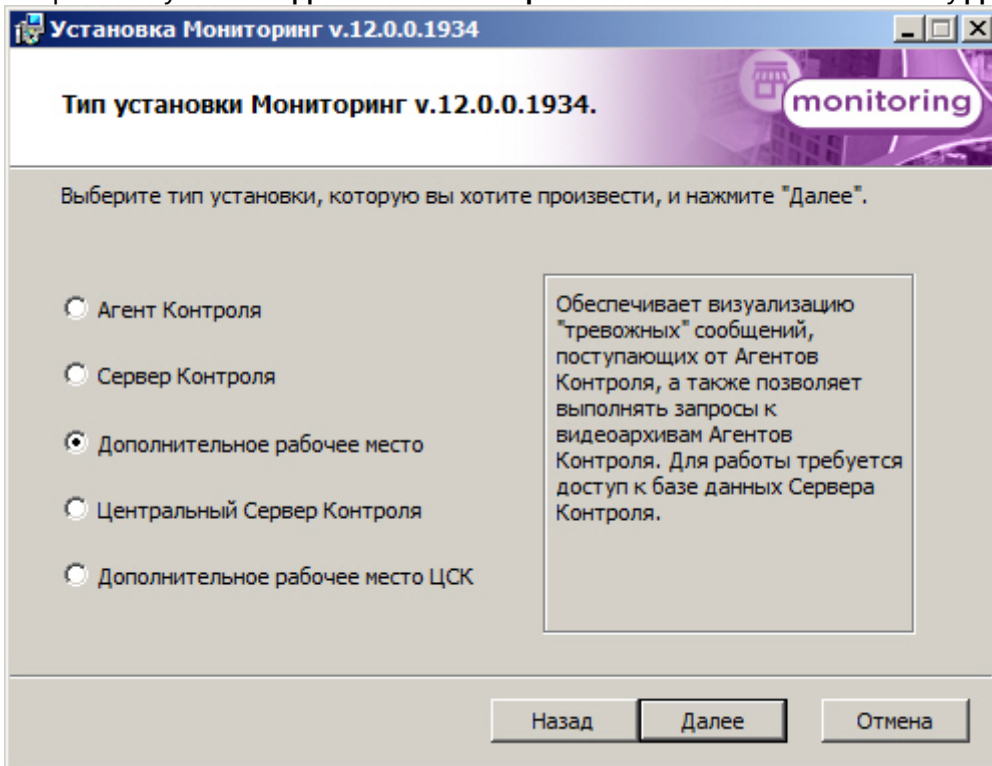 Установка Мониторинг v.12.0.0.1934
Тип установки Мониторинг v.12.0.0.1934.
monitoring
Выберите тип установки, которую вы хотите произвести, и нажмите "Далее".
Агент Контроля
Сервер Контроля
Дополнительное рабочее место
Центральный Сервер Контроля
Дополнительное рабочее место ЦСК
Обеспечивает визуализацию
"тревожных" сообщений,
поступающих от Агентов
Контроля, а также позволяет
выполнять запросы к
видеоархивам Агентов
Контроля. Для работы требуется
доступ к базе данных Сервера
Контроля.
Назад
Далее
Отмена